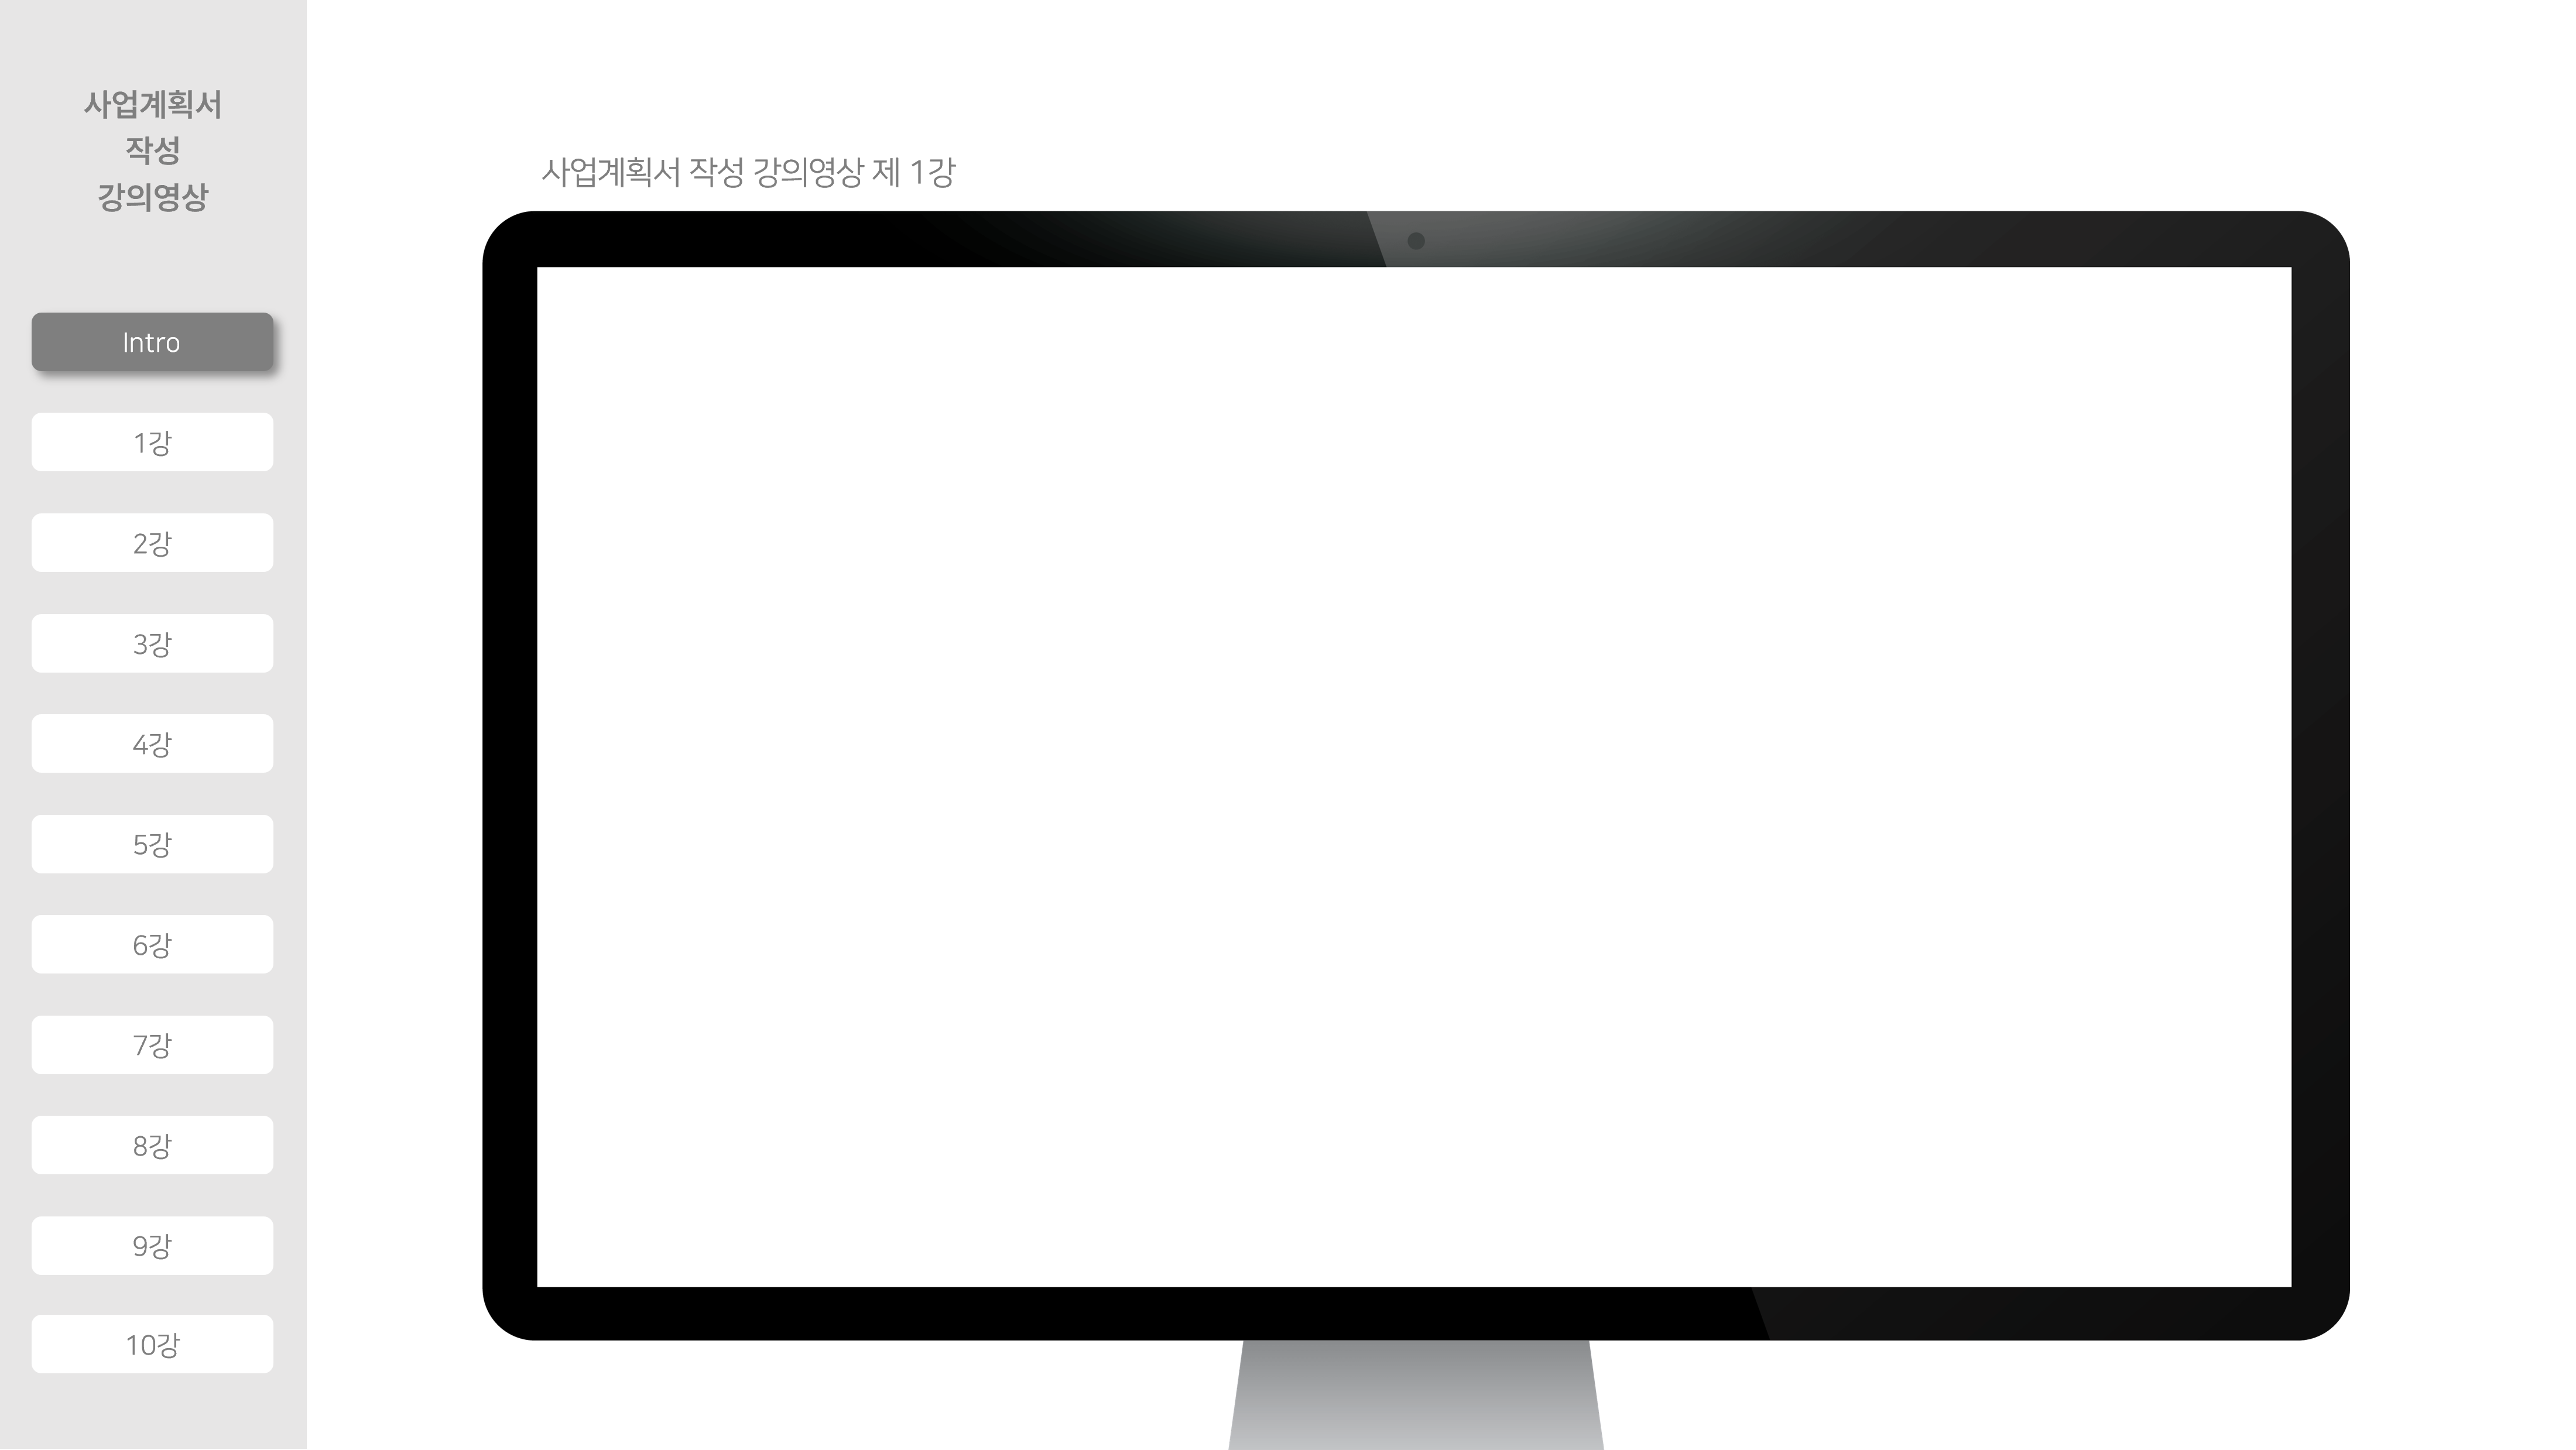 사업계획서
작성
강의영상
Intro
1강
2강
3강
4강
5강
6강
7강
8강
9강
10강
사업계획서 작성 강의영상 제 1강